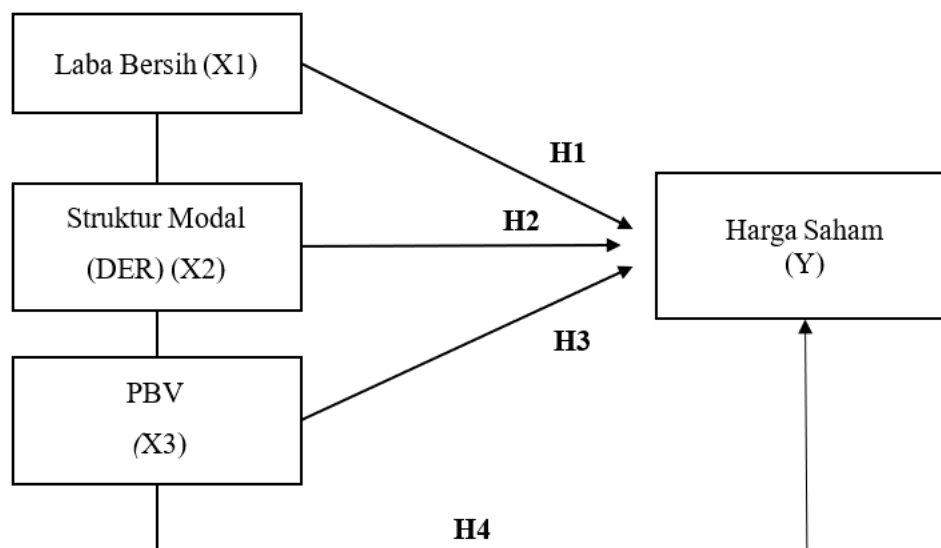 Laba Bersih (X1)
H1
Struktur Modal
(DER) (X2)
H2
Harga Saham
(Y)
H3
PBV
(X3)
H4